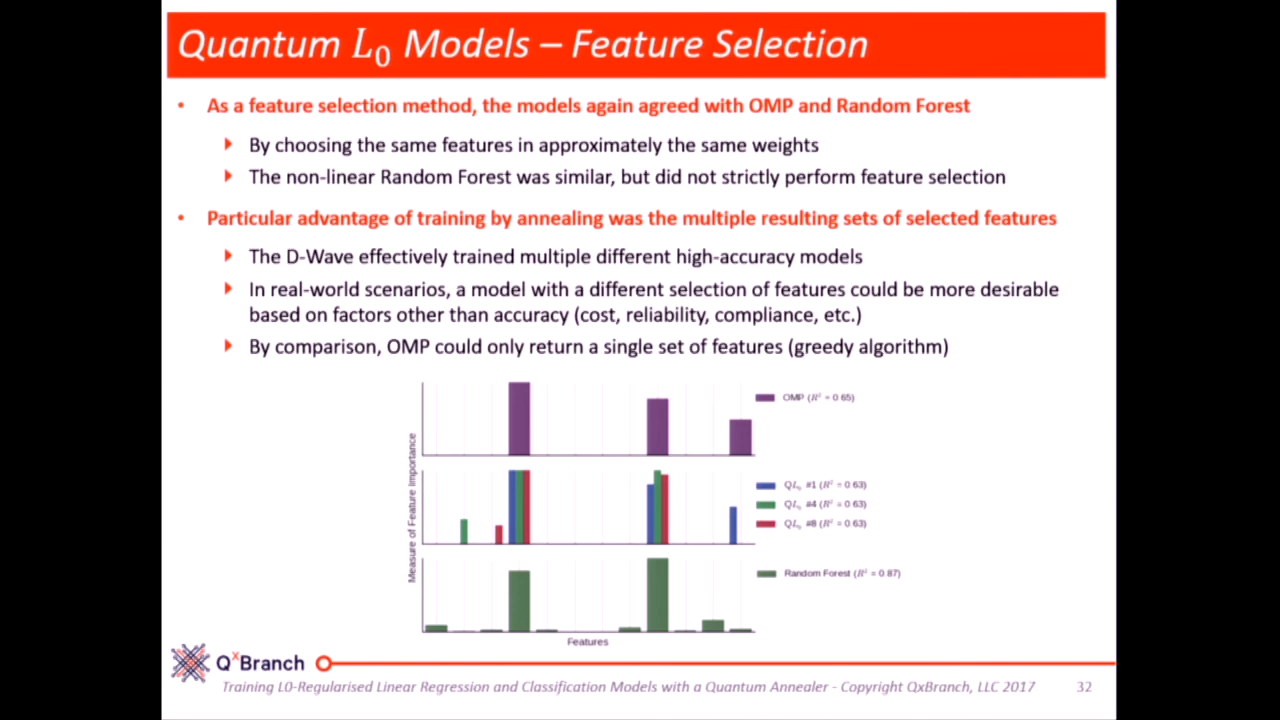 Quantum L₀ Models – Feature Selection
• As a feature selection method, the models again agreed with OMP and Random Forest
By choosing the same features in approximately the same weights
The non-linear Random Forest was similar, but did not strictly perform feature selection
• Particular advantage of training by annealing was the multiple resulting sets of selected features
The D-Wave effectively trained multiple different high-accuracy models
In real-world scenarios, a model with a different selection of features could be more desirable
based on factors other than accuracy (cost, reliability, compliance, etc.)
By comparison, OMP could only return a single set of features (greedy algorithm)
Measure of Feature Importance
OMP (R² = 0.65)
QL₀ #1 (R² = 0.63)
QL₀ #4 (R² = 0.63)
QL₀ #8 (R² = 0.63)
Random Forest (R² = 0.87)
Features
QxBranch
Training L0-Regularised Linear Regression and Classification Models with a Quantum Annealer - Copyright QxBranch, LLC 2017
32